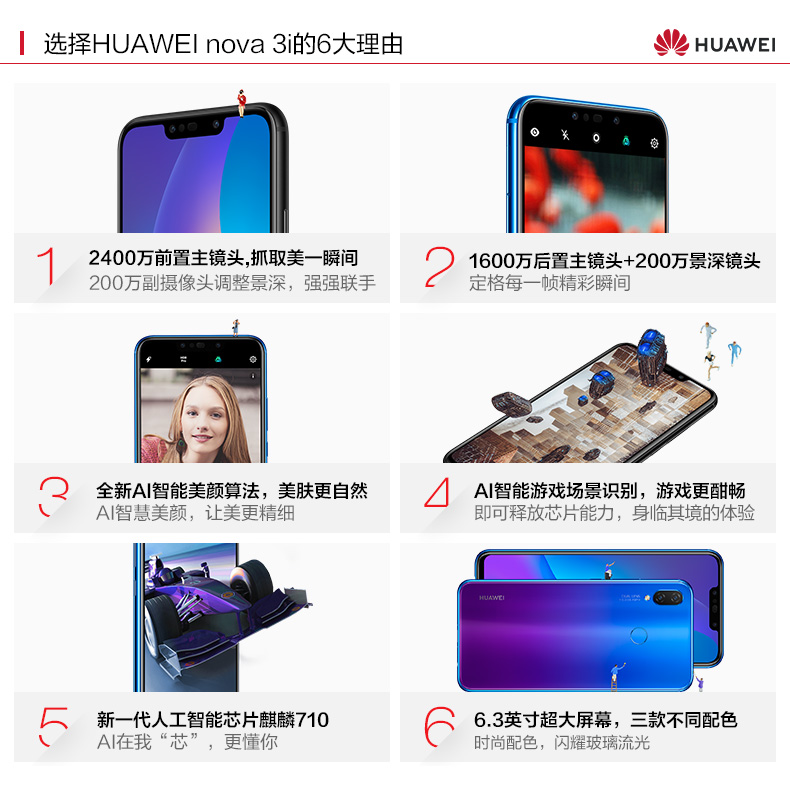 选择HUAWEI nova 3i的6大理由
HUAWEI
1
2400万前置主镜头,抓取美一瞬间
200万副摄像头调整景深，强强联手
2
1600万后置主镜头+200万景深镜头
定格每一帧精彩瞬间
3
全新AI智能美颜算法，美肤更自然
AI智慧美颜，让美更精细
4
AI智能游戏场景识别，游戏更酣畅
即可释放芯片能力，身临其境的体验
5
新一代人工智能芯片麒麟710
AI在我“芯”，更懂你
HUAWEI
6
6.3英寸超大屏幕，三款不同配色
时尚配色，闪耀玻璃流光